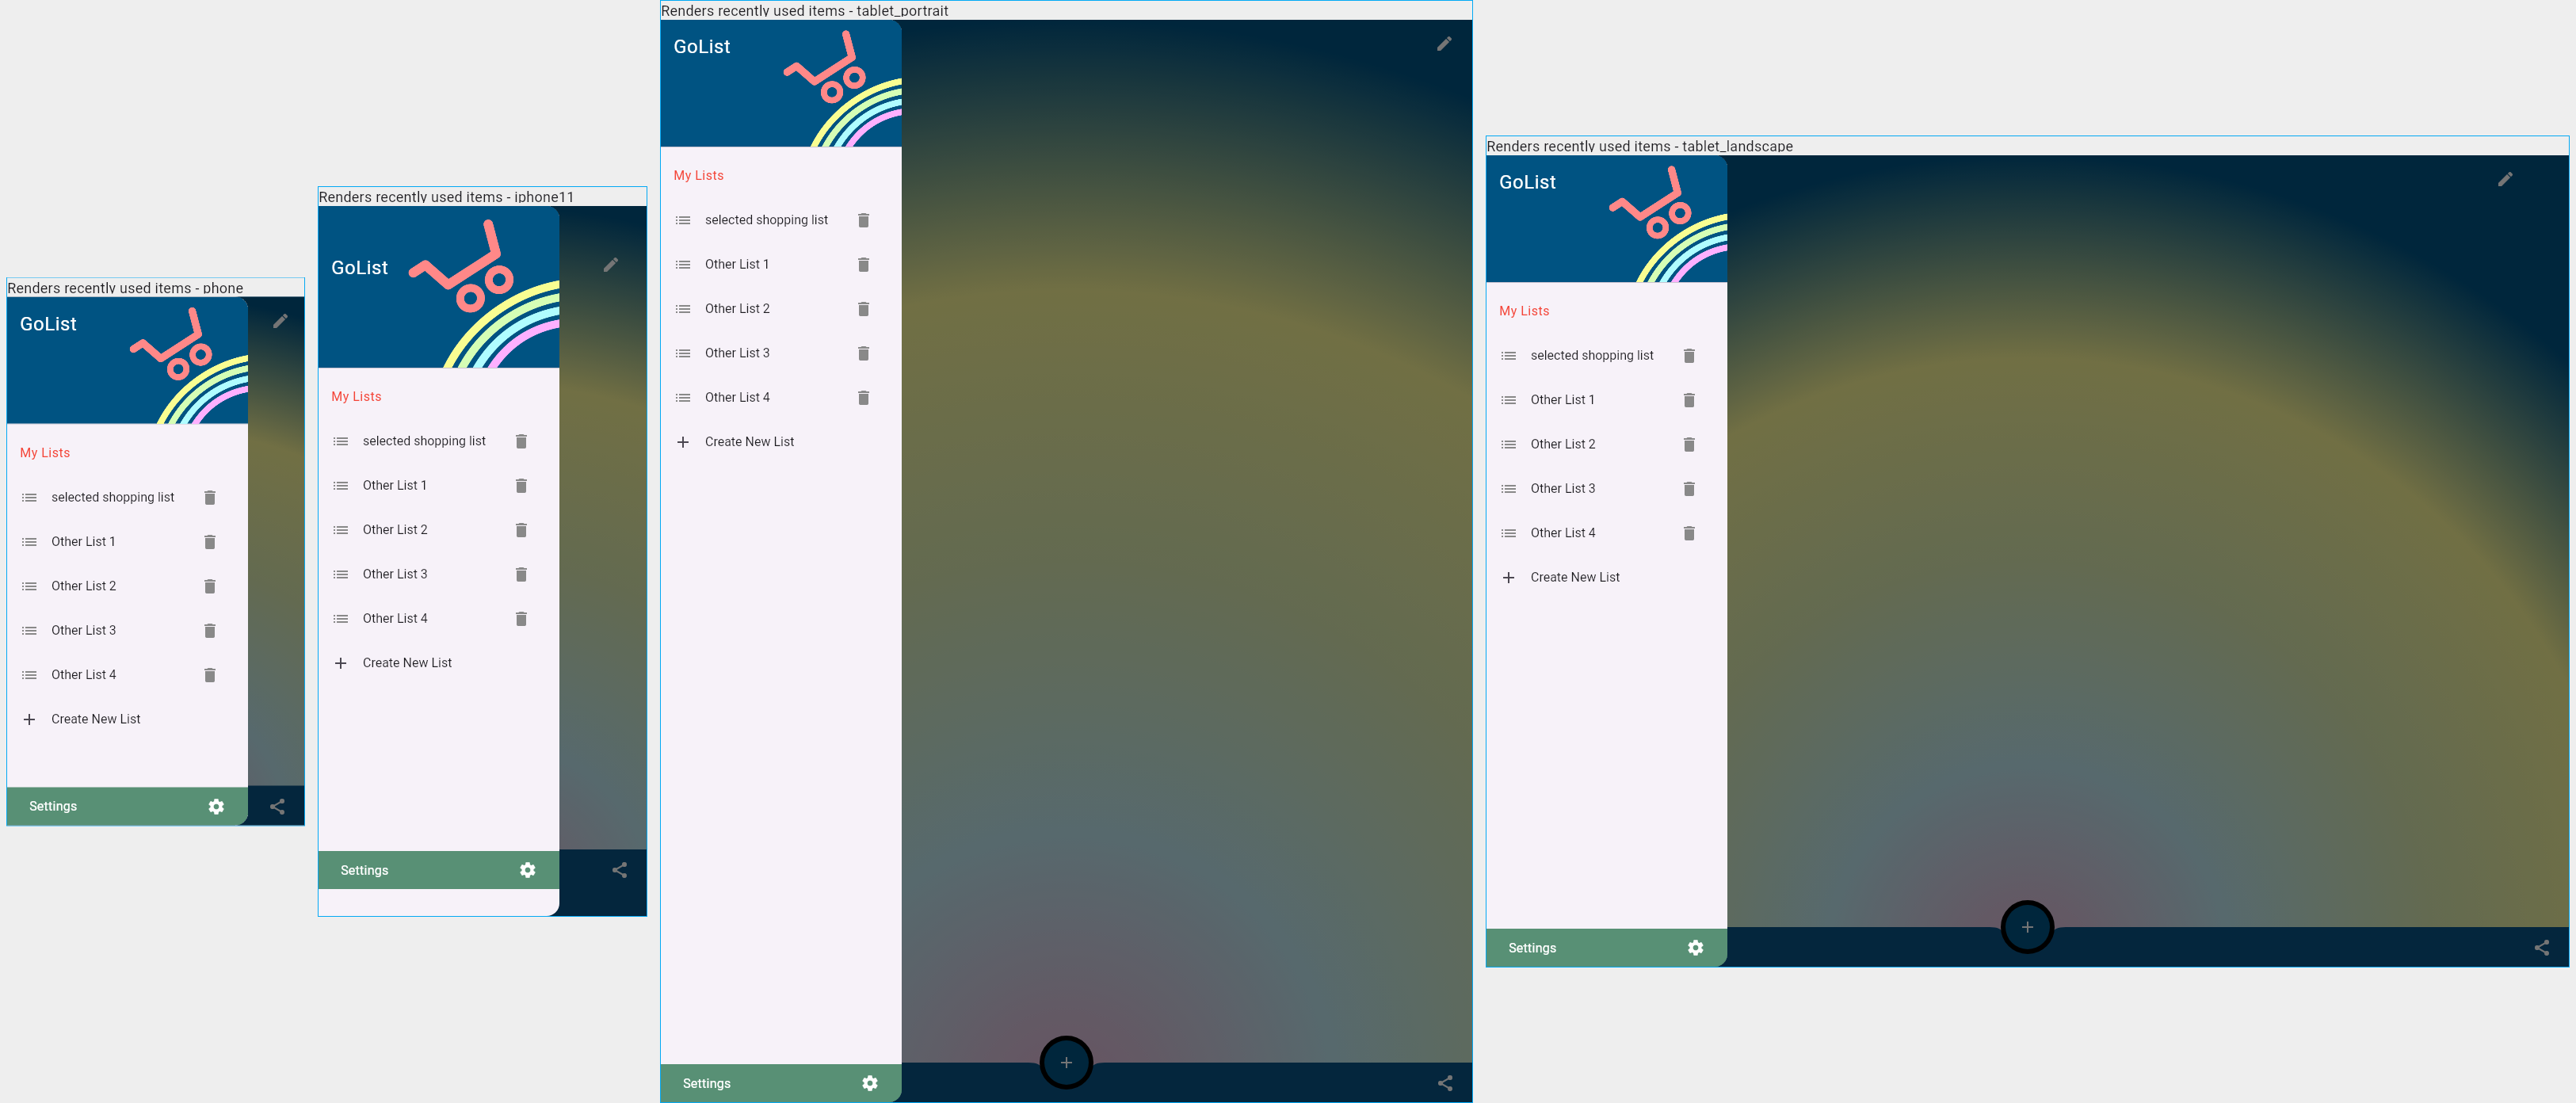 Renders recently used items - phone
GoList
My Lists
selected shopping list
Other List 1
Other List 2
Other List 3
Other List 4
Create New List
Settings
Renders recently used items - iphone11
GoList
My Lists
selected shopping list
Other List 1
Other List 2
Other List 3
Other List 4
Create New List
Settings
Renders recently used items - tablet_portrait
GoList
My Lists
selected shopping list
Other List 1
Other List 2
Other List 3
Other List 4
Create New List
Settings
Renders recently used items - tablet_landscape
GoList
My Lists
selected shopping list
Other List 1
Other List 2
Other List 3
Other List 4
Create New List
Settings